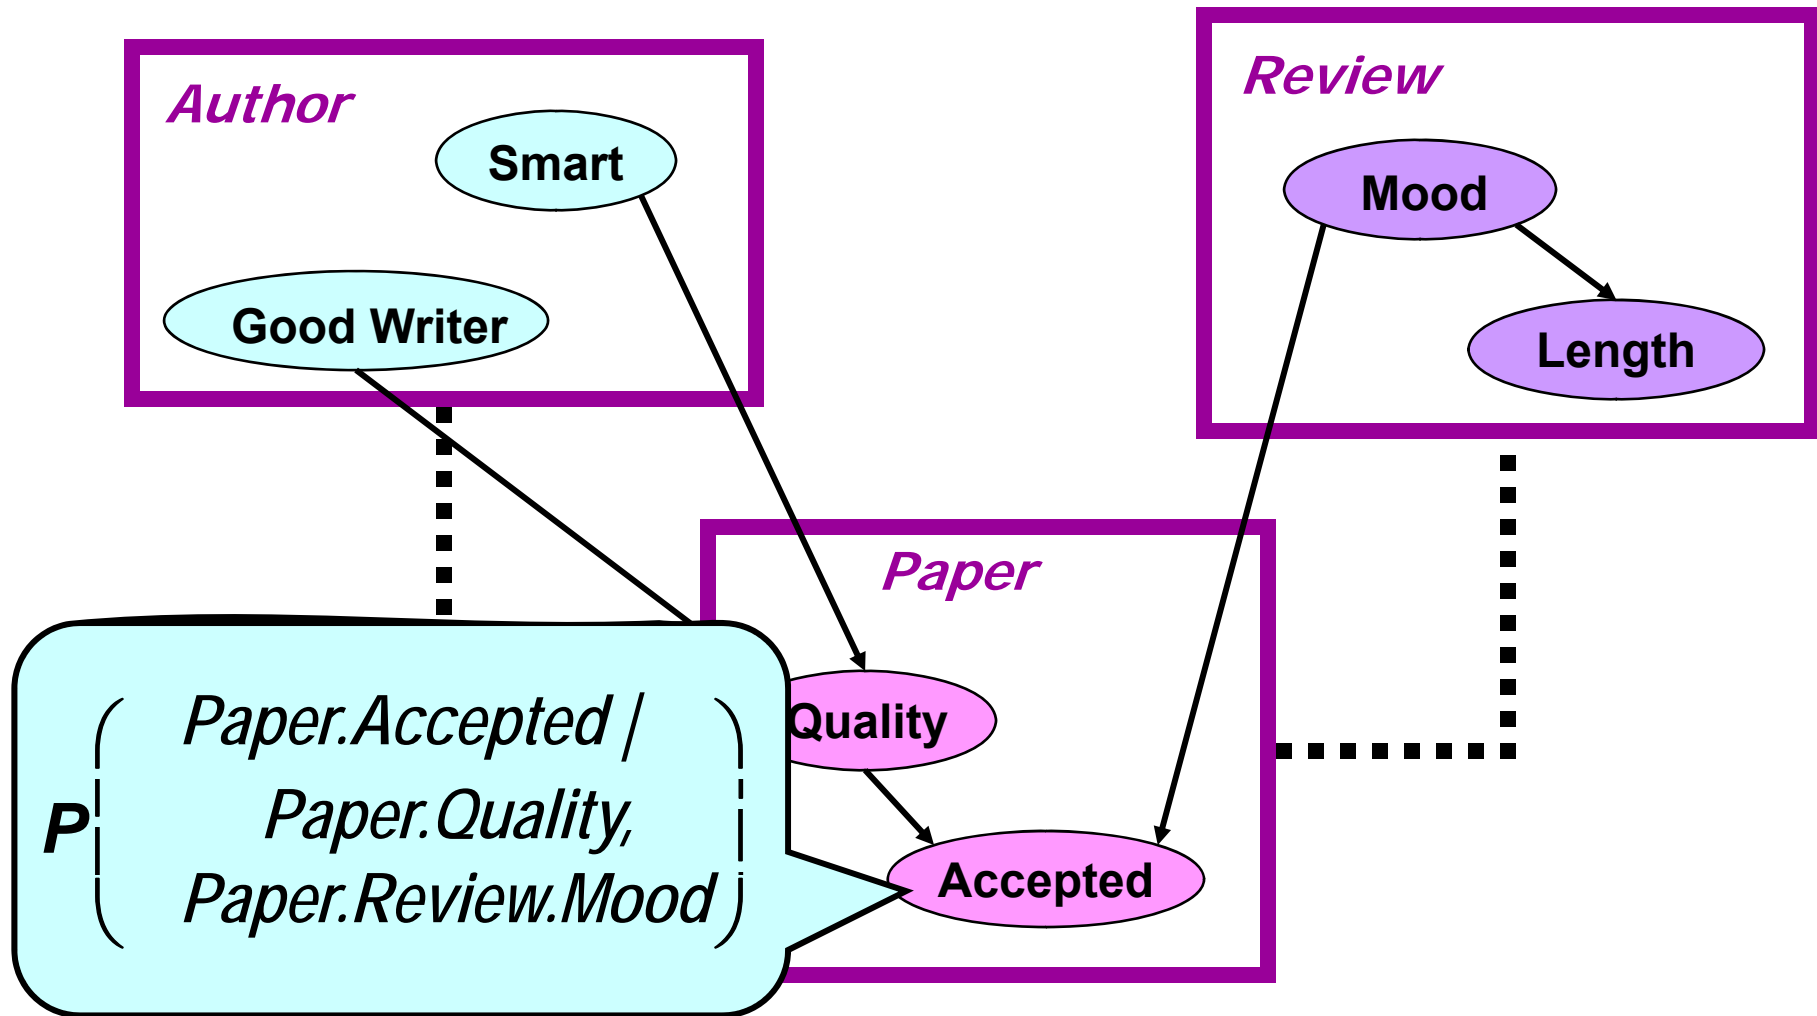 Author
Smart
Good Writer
Review
Mood
Length
Paper
Quality
Accepted
P
Paper.Accepted |
Paper.Quality,
Paper.Review.Mood